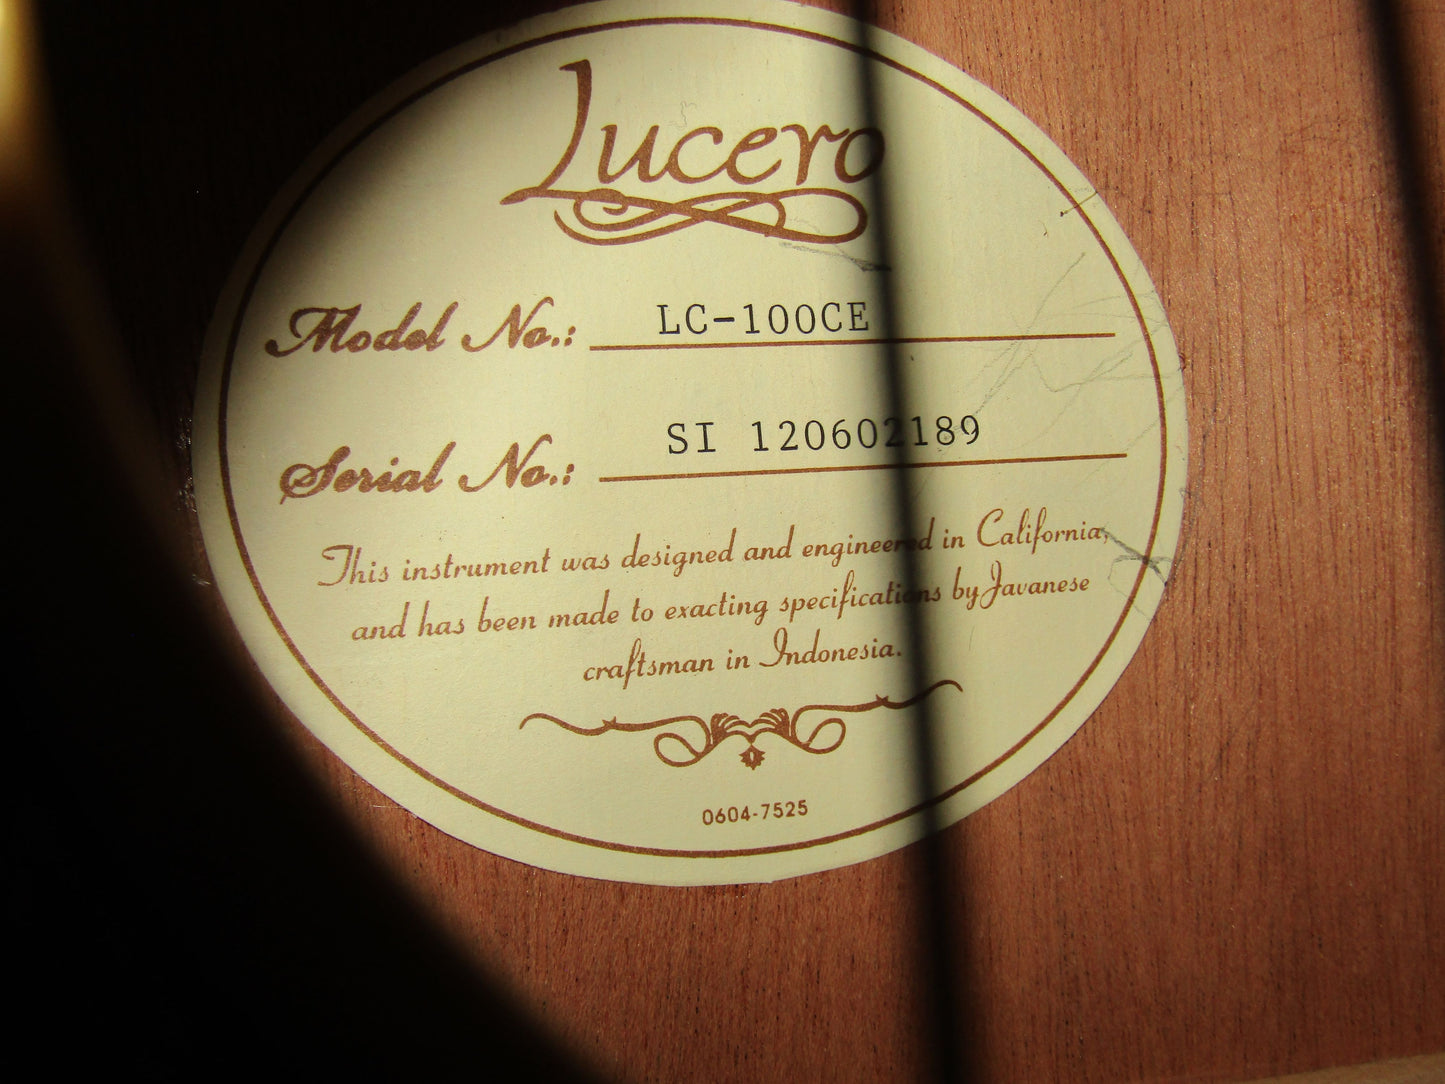 Lucero
Model No.: LC-100CE
Serial No.: SI 120602189
This instrument was designed and engineered in California,
and has been made to exacting specifications by Javanese
craftsman in Indonesia.
0604-7525